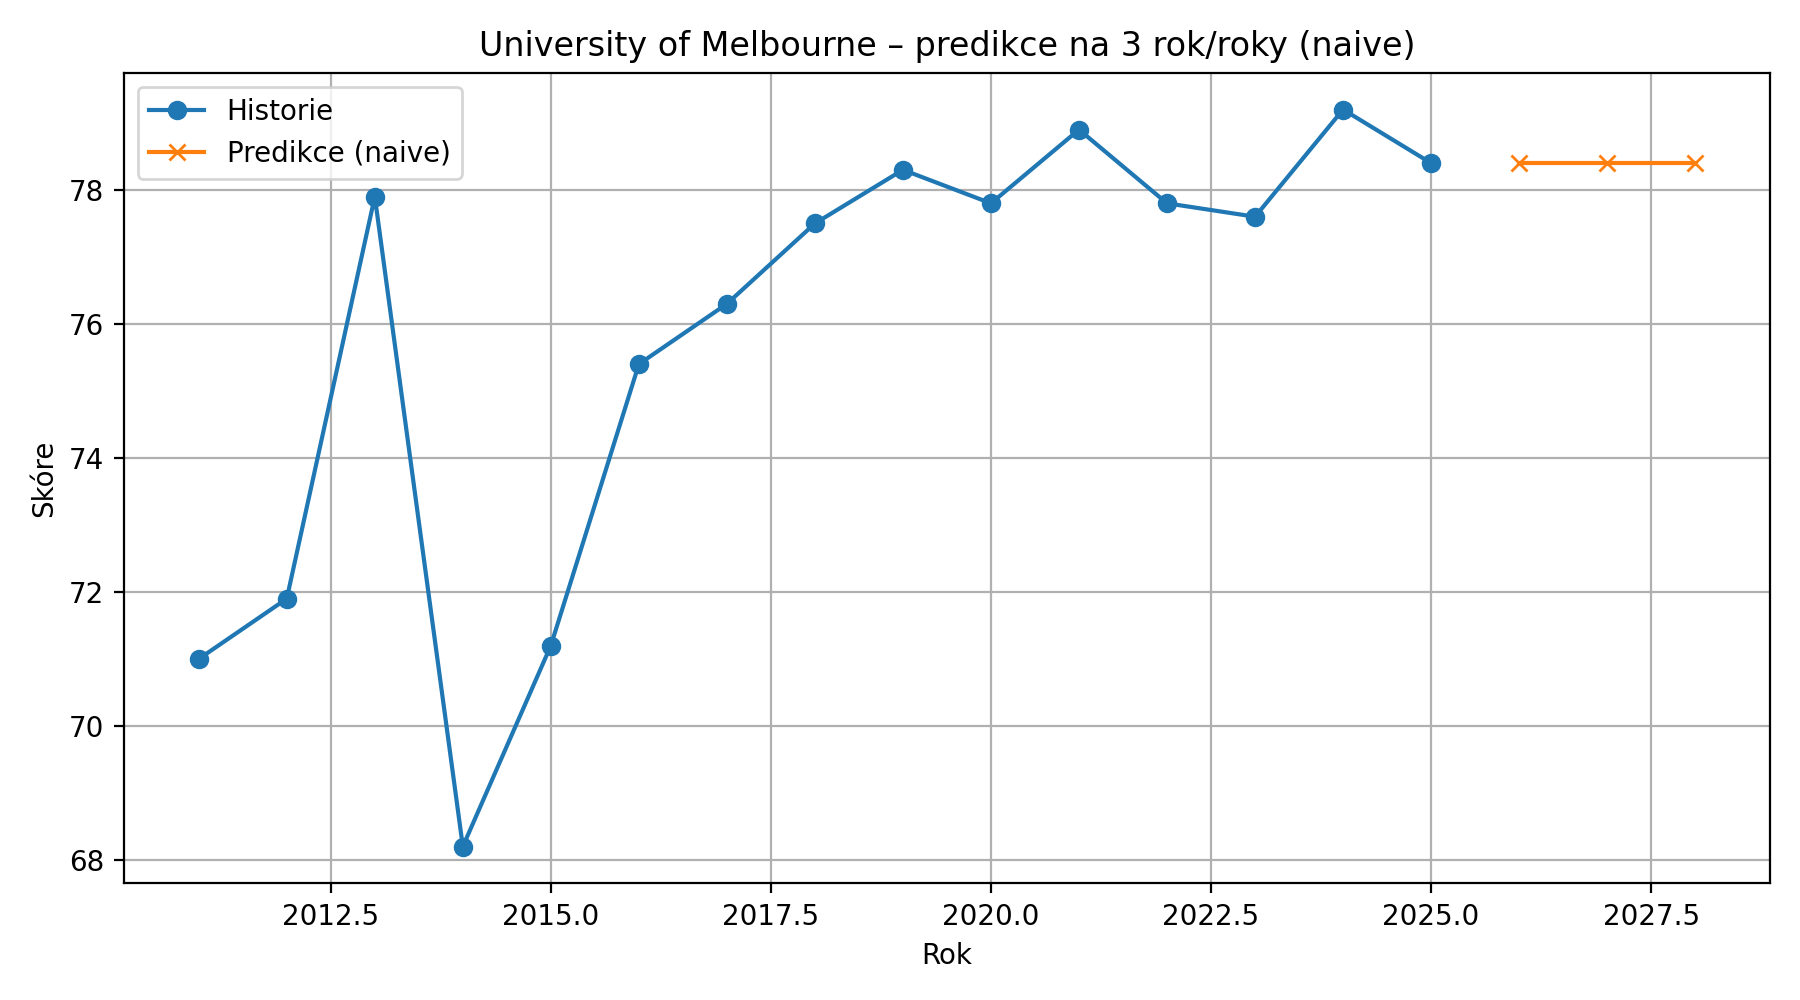 University of Melbourne – predikce na 3 rok/roky (naive)
Historie
Predikce (naive)
Skóre
78
76
74
72
70
68
2012.5
2015.0
2017.5
2020.0
2022.5
2025.0
2027.5
Rok